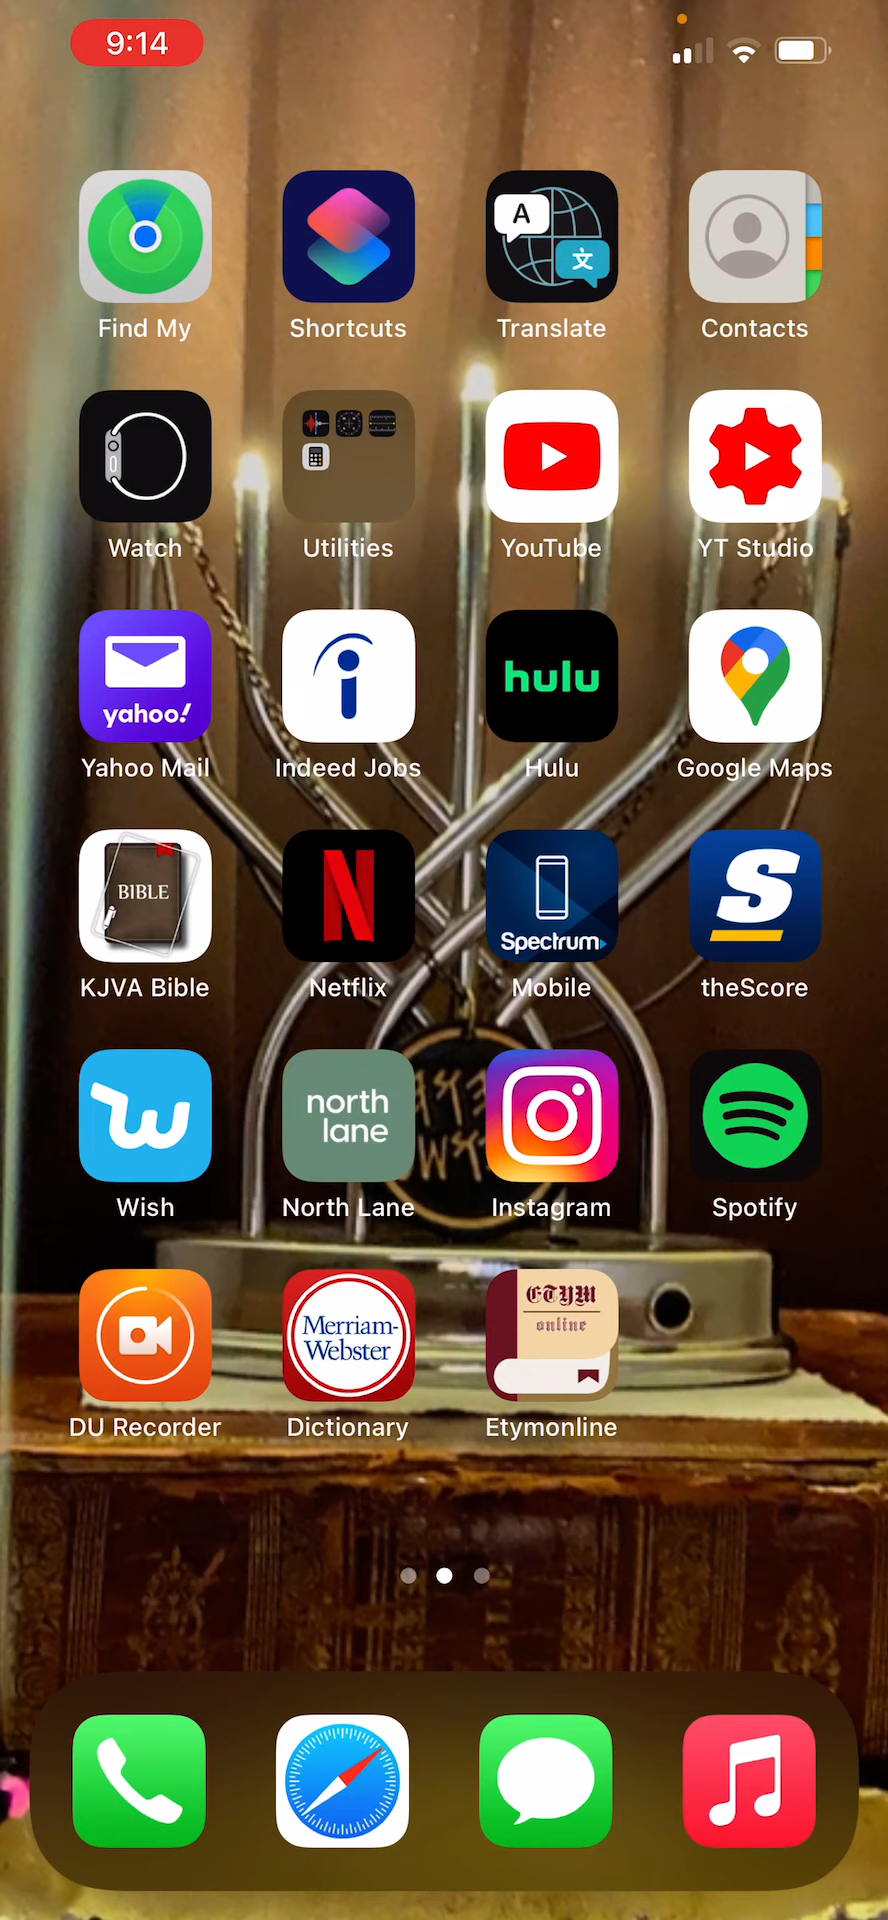 9:14
A
文
Find My
Shortcuts
Translate
Contacts
Watch
Utilities
YouTube
YT Studio
yahoo!
hulu
Yahoo Mail
Indeed Jobs
Hulu
Google Maps
BIBLE
N
Spectrum
S
KJVA Bible
Netflix
Mobile
theScore
w
north
lane
Wish
North Lane
Instagram
Spotify
Merriam-
Webster
ETYM
online
DU Recorder
Dictionary
Etymonline